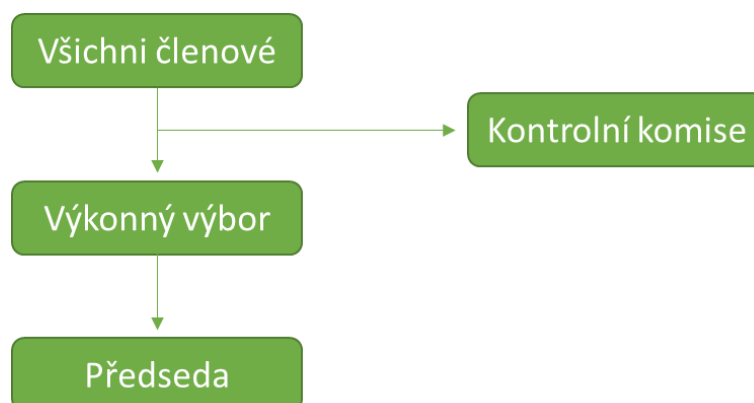 Všichni členové
Kontrolní komise
Výkonný výbor
Předseda